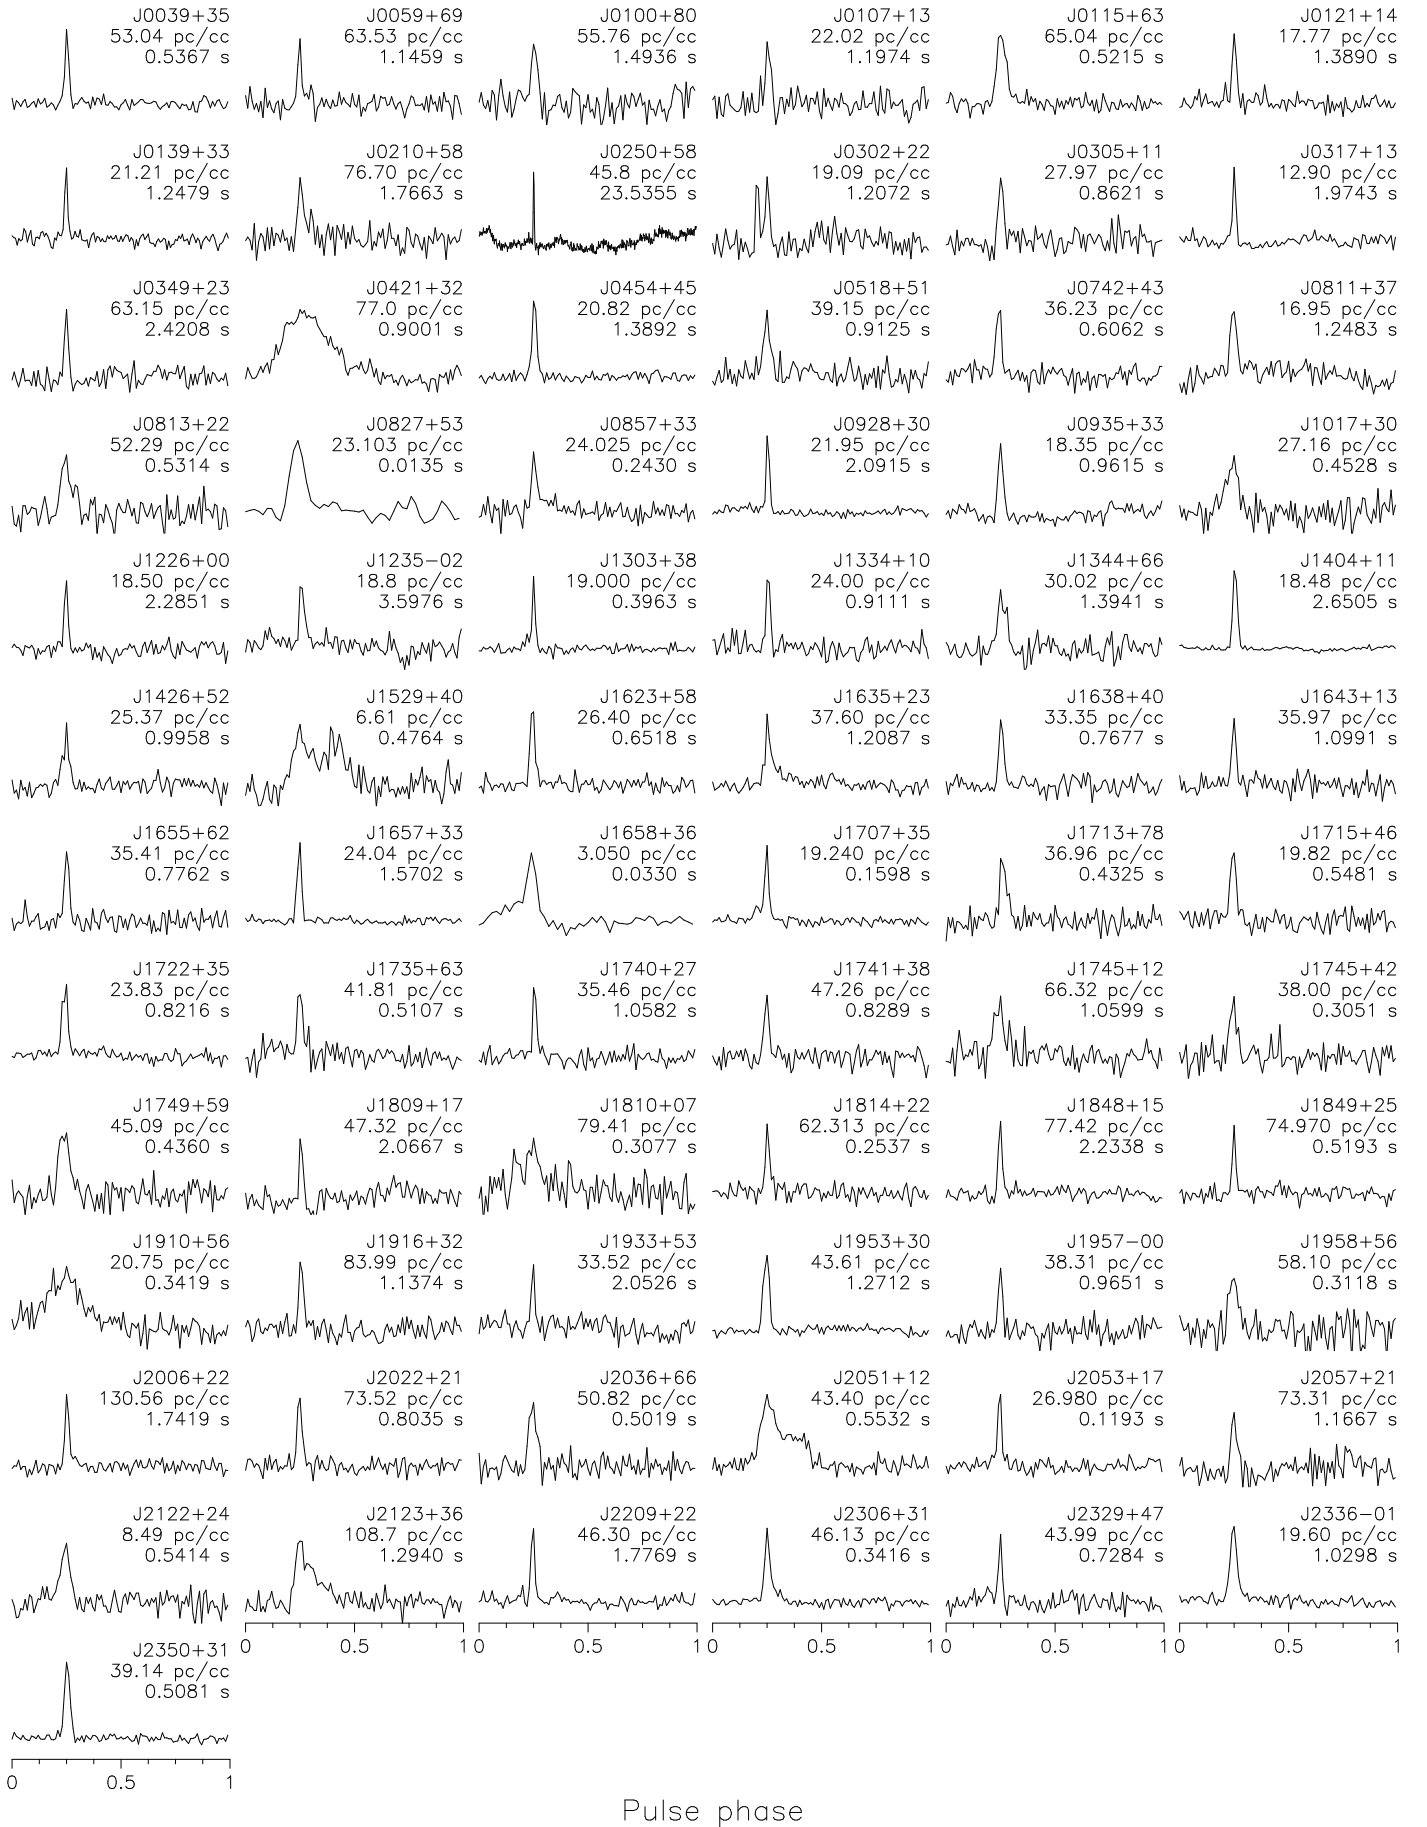 J0039+35
53.04 pc/cc
0.5367 s
J0059+69
63.53 pc/cc
1.1459 s
J0100+80
55.76 pc/cc
1.4936 s
J0107+13
22.02 pc/cc
1.1974 s
J0115+63
65.04 pc/cc
0.5215 s
J0121+14
17.77 pc/cc
1.3890 s
J0139+33
21.21 pc/cc
1.2479 s
J0210+58
76.70 pc/cc
1.7663 s
J0250+58
45.8 pc/cc
23.5355 s
J0302+22
19.09 pc/cc
1.2072 s
J0305+11
27.97 pc/cc
0.8621 s
J0317+13
12.90 pc/cc
1.9743 s
J0349+23
63.15 pc/cc
2.4208 s
J0421+32
77.0 pc/cc
0.9001 s
J0454+45
20.82 pc/cc
1.3892 s
J0518+51
39.15 pc/cc
0.9125 s
J0742+43
36.23 pc/cc
0.6062 s
J0811+37
16.95 pc/cc
1.2483 s
J0813+22
52.29 pc/cc
0.5314 s
J0827+53
23.103 pc/cc
0.0135 s
J0857+33
24.025 pc/cc
0.2430 s
J0928+30
21.95 pc/cc
2.0915 s
J0935+33
18.35 pc/cc
0.9615 s
J1017+30
27.16 pc/cc
0.4528 s
J1226+00
18.50 pc/cc
2.2851 s
J1235−02
18.8 pc/cc
3.5976 s
J1303+38
19.000 pc/cc
0.3963 s
J1334+10
24.00 pc/cc
0.9111 s
J1344+66
30.02 pc/cc
1.3941 s
J1404+11
18.48 pc/cc
2.6505 s
J1426+52
25.37 pc/cc
0.9958 s
J1529+40
6.61 pc/cc
0.4764 s
J1623+58
26.40 pc/cc
0.6518 s
J1635+23
37.60 pc/cc
1.2087 s
J1638+40
33.35 pc/cc
0.7677 s
J1643+13
35.97 pc/cc
1.0991 s
J1655+62
35.41 pc/cc
0.7762 s
J1657+33
24.04 pc/cc
1.5702 s
J1658+36
3.050 pc/cc
0.0330 s
J1707+35
19.240 pc/cc
0.1598 s
J1713+78
36.96 pc/cc
0.4325 s
J1715+46
19.82 pc/cc
0.5481 s
J1722+35
23.83 pc/cc
0.8216 s
J1735+63
41.81 pc/cc
0.5107 s
J1740+27
35.46 pc/cc
1.0582 s
J1741+38
47.26 pc/cc
0.8289 s
J1745+12
66.32 pc/cc
1.0599 s
J1745+42
38.00 pc/cc
0.3051 s
J1749+59
45.09 pc/cc
0.4360 s
J1809+17
47.32 pc/cc
2.0667 s
J1810+07
79.41 pc/cc
0.3077 s
J1814+22
62.313 pc/cc
0.2537 s
J1848+15
77.42 pc/cc
2.2338 s
J1849+25
74.970 pc/cc
0.5193 s
J1910+56
20.75 pc/cc
0.3419 s
J1916+32
83.99 pc/cc
1.1374 s
J1933+53
33.52 pc/cc
2.0526 s
J1953+30
43.61 pc/cc
1.2712 s
J1957−00
38.31 pc/cc
0.9651 s
J1958+56
58.10 pc/cc
0.3118 s
J2006+22
130.56 pc/cc
1.7419 s
J2022+21
73.52 pc/cc
0.8035 s
J2036+66
50.82 pc/cc
0.5019 s
J2051+12
43.40 pc/cc
0.5532 s
J2053+17
26.980 pc/cc
0.1193 s
J2057+21
73.31 pc/cc
1.1667 s
J2122+24
8.49 pc/cc
0.5414 s
J2123+36
108.7 pc/cc
1.2940 s
J2209+22
46.30 pc/cc
1.7769 s
J2306+31
46.13 pc/cc
0.3416 s
J2329+47
43.99 pc/cc
0.7284 s
J2336−01
19.60 pc/cc
1.0298 s
0 0.5 1
0 0.5 1
0 0.5 1
0 0.5 1
0 0.5 1
J2350+31
39.14 pc/cc
0.5081 s
0 0.5 1
Pulse phase